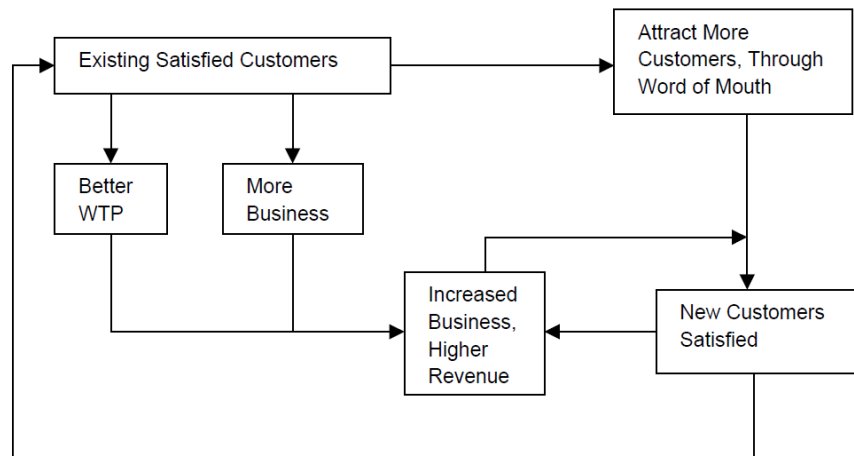 Existing Satisfied Customers
Attract More
Customers, Through
Word of Mouth
Better
WTP
More
Business
Increased
Business,
Higher
Revenue
New Customers
Satisfied